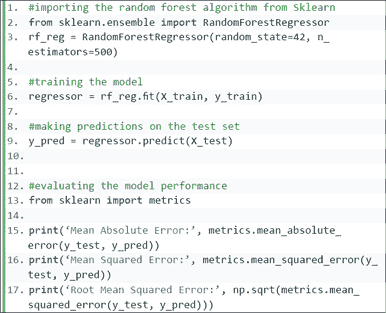 1. #importing the random forest algorithm from Sklearn
2. from sklearn.ensemble import RandomForestRegressor
3. rf_reg = RandomForestRegressor(random_state=42, n_
estimators=500)
4.
5. #training the model
6. regressor = rf_reg.fit(X_train, y_train)
7.
8. #making predictions on the test set
9. y_pred = regressor.predict(X_test)
10.
11.
12. #evaluating the model performance
13. from sklearn import metrics
14.
15. print(‘Mean Absolute Error:’, metrics.mean_absolute_
error(y_test, y_pred))
16. print(‘Mean Squared Error:’, metrics.mean_squared_error(y_
test, y_pred))
17. print(‘Root Mean Squared Error:’, np.sqrt(metrics.mean_
squared_error(y_test, y_pred)))